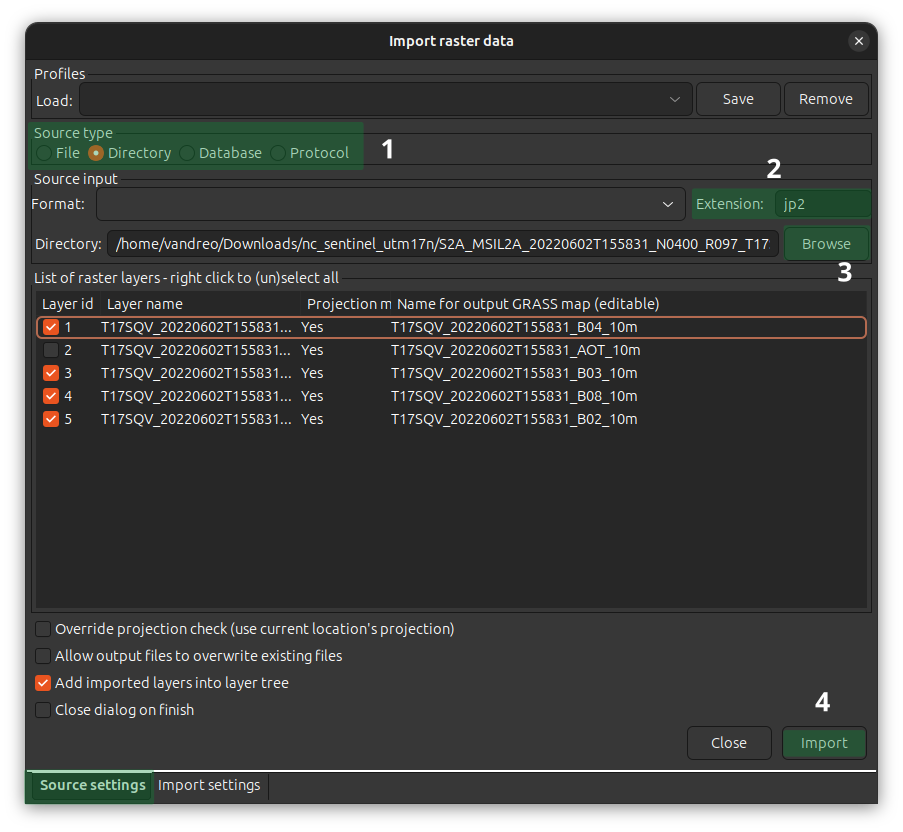 Import raster data
Profiles
Load: Save Remove
Source type
File Directory Database Protocol 1
Source input 2
Format: Extension: jp2
Directory: /home/vandreo/Downloads/nc_sentinel_utm17n/S2A_MSIL2A_20220602T155831_N0400_R097_T17 Browse
3
List of raster layers - right click to (un)select all
Layer id Layer name Projection m Name for output GRASS map (editable)
1 T17SQV_20220602T155831... Yes T17SQV_20220602T155831_B04_10m
2 T17SQV_20220602T155831... Yes T17SQV_20220602T155831_AOT_10m
3 T17SQV_20220602T155831... Yes T17SQV_20220602T155831_B03_10m
4 T17SQV_20220602T155831... Yes T17SQV_20220602T155831_B08_10m
5 T17SQV_20220602T155831... Yes T17SQV_20220602T155831_B02_10m
Override projection check (use current location's projection)
Allow output files to overwrite existing files
Add imported layers into layer tree
Close dialog on finish
4
Close Import
Source settings Import settings